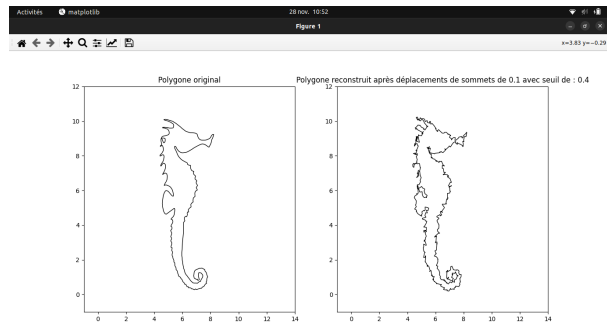 Activités matplotlib 28 nov. 10:52
Figure 1
x=3.83 y=−0.29
Polygone original
Polygone reconstruit après déplacements de sommets de 0.1 avec seuil de : 0.4
12
10
8
6
4
2
0
0 2 4 6 8 10 12 14
12
10
8
6
4
2
0
0 2 4 6 8 10 12 14